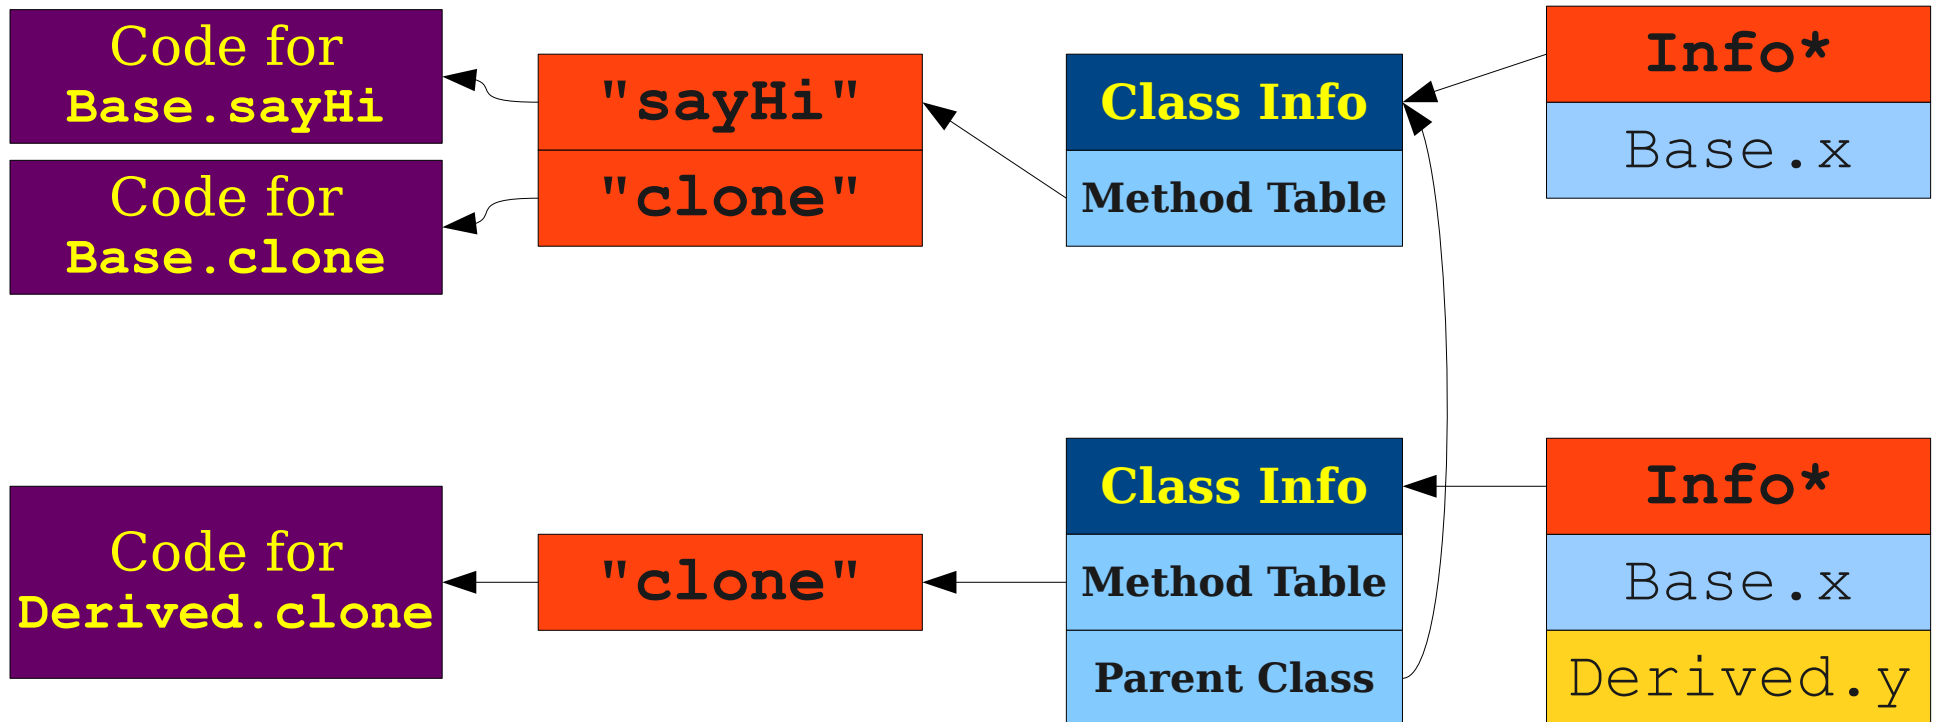 Code for
Base.sayHi
Code for
Base.clone
"sayHi"
"clone"
Class Info
Method Table
Info*
Base.x
Code for
Derived.clone
"clone"
Class Info
Method Table
Parent Class
Info*
Base.x
Derived.y